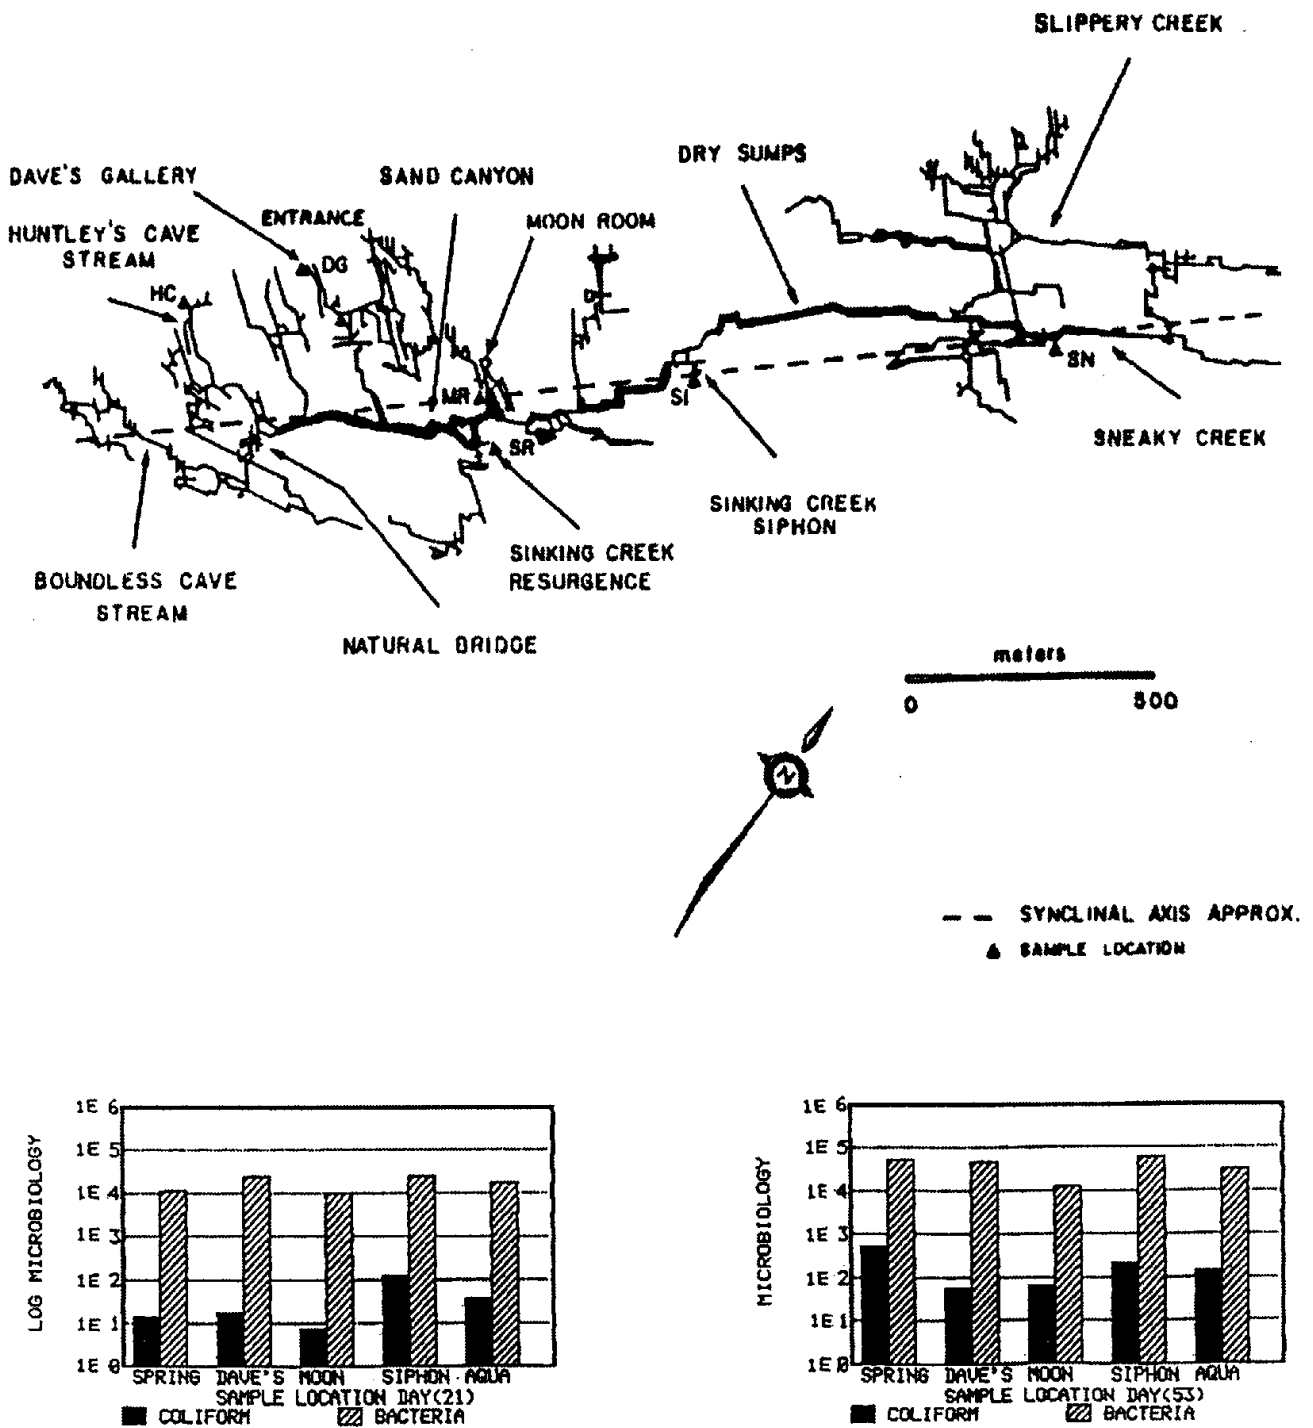 SLIPPERY CREEK
DRY SUMPS
DAVE'S GALLERY
SAND CANYON
ENTRANCE
MOON ROOM
HUNTLEY'S CAVE
STREAM
DG
HC
MR
SR
SI
SN
SNEAKY CREEK
SINKING CREEK
SIPHON
SINKING CREEK
RESURGENCE
BOUNDLESS CAVE
STREAM
NATURAL BRIDGE
meters
0 500
N
SYNCLINAL AXIS APPROX.
SAMPLE LOCATION
LOG MICROBIOLOGY
1E 6
1E 5
1E 4
1E 3
1E 2
1E 1
1E 0
SPRING DAVE'S MOON SIPHON AQUA
SAMPLE LOCATION DAY(21)
COLIFORM BACTERIA
MICROBIOLOGY
1E 6
1E 5
1E 4
1E 3
1E 2
1E 1
1E 0
SPRING DAVE'S MOON SIPHON AQUA
SAMPLE LOCATION DAY(53)
COLIFORM BACTERIA